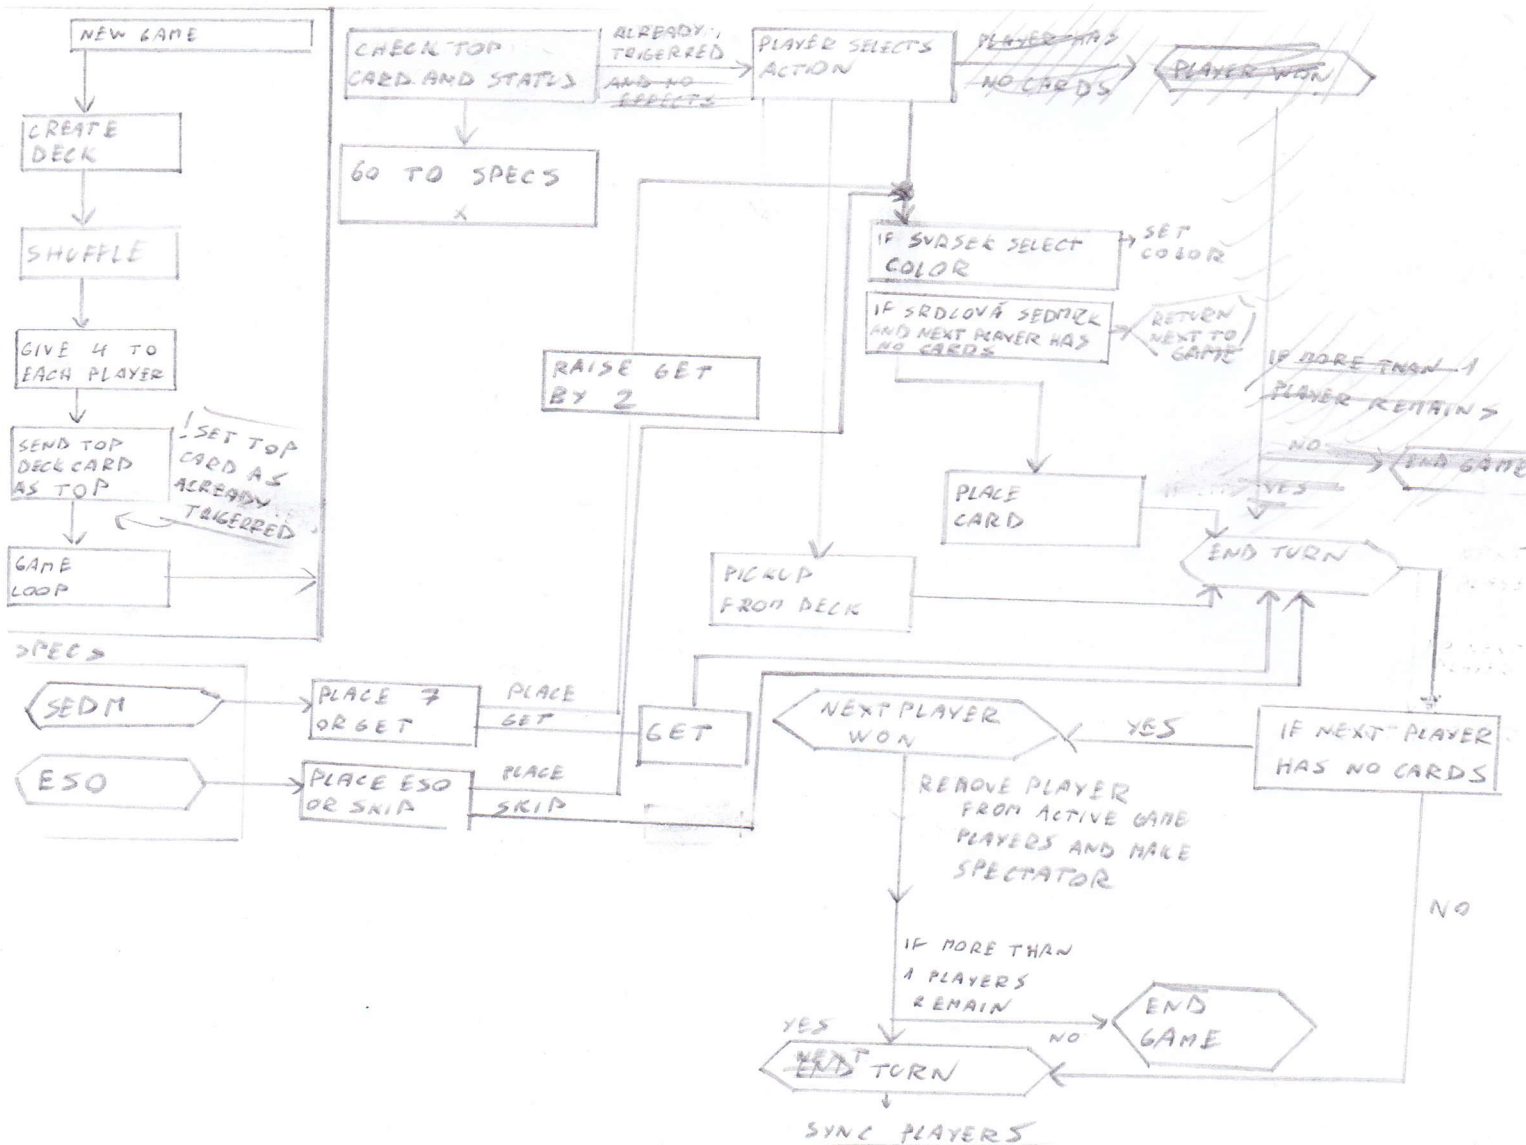 NEW GAME
CREATE
DECK
SHUFFLE
GIVE 4 TO
EACH PLAYER
SEND TOP
DECK CARD
AS TOP
! SET TOP
CARD AS
ALREADY
TRIGERRED
GAME
LOOP
CHECK TOP
CARD AND STATUS
ALREADY
TRIGERRED
AND NO
EFFECTS
GO TO SPECS
X
PLAYER SELECTS
ACTION
PLAYER HAS
NO CARDS
PLAYER WON
IF SVRSEK SELECT
COLOR
SET
COLOR
IF SRDCOVÁ SEDMZK
AND NEXT PLAYER HAS
NO CARDS
RETURN
NEXT TO
GAME
RAISE GET
BY 2
IF MORE THAN 1
PLAYER REMAINS
NO
END GAME
YES
PLACE
CARD
END TURN
PICKUP
FROM DECK
SPECS
SEDM
PLACE 7
OR GET
PLACE
GET
GET
ESO
PLACE ESO
OR SKIP
PLACE
SKIP
NEXT PLAYER
WON
YES
IF NEXT PLAYER
HAS NO CARDS
REMOVE PLAYER
FROM ACTIVE GAME
PLAYERS AND MAKE
SPECTATOR
NO
IF MORE THAN
1 PLAYERS
REMAIN
YES
NO
END
GAME
NEXT
END TURN
SYNC PLAYERS